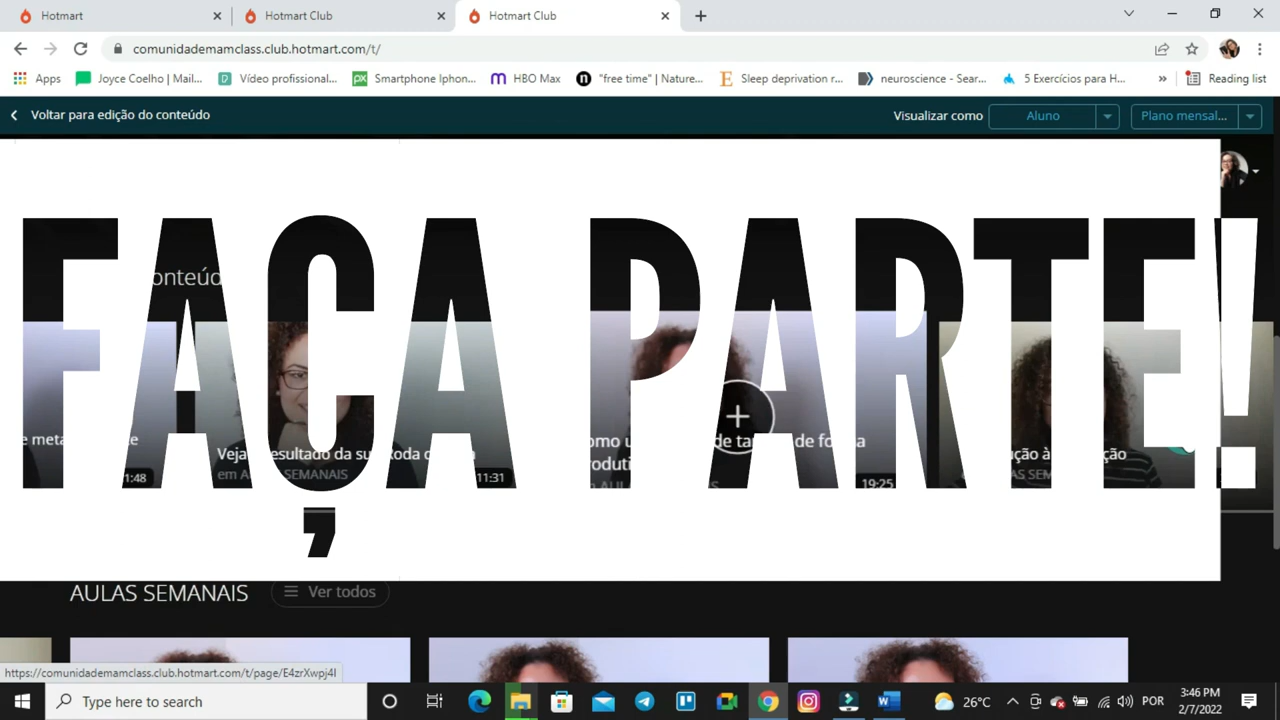 Hotmart
Hotmart Club
Hotmart Club
comunidademamclass.club.hotmart.com/t/
Apps
Joyce Coelho | Mail...
Vídeo profissional...
Smartphone Iphon...
HBO Max
"free time" | Nature...
Sleep deprivation r...
neuroscience - Sear...
5 Exercícios para H...
»
Reading list
Voltar para edição do conteúdo
Visualizar como
Aluno
Plano mensal...
FAÇA PARTE!
11:31
19:25
AULAS SEMANAIS
Ver todos
https://comunidademamclass.club.hotmart.com/t/page/E4zrXwpj4l
Type here to search
26°C
POR
3:46 PM
2/7/2022